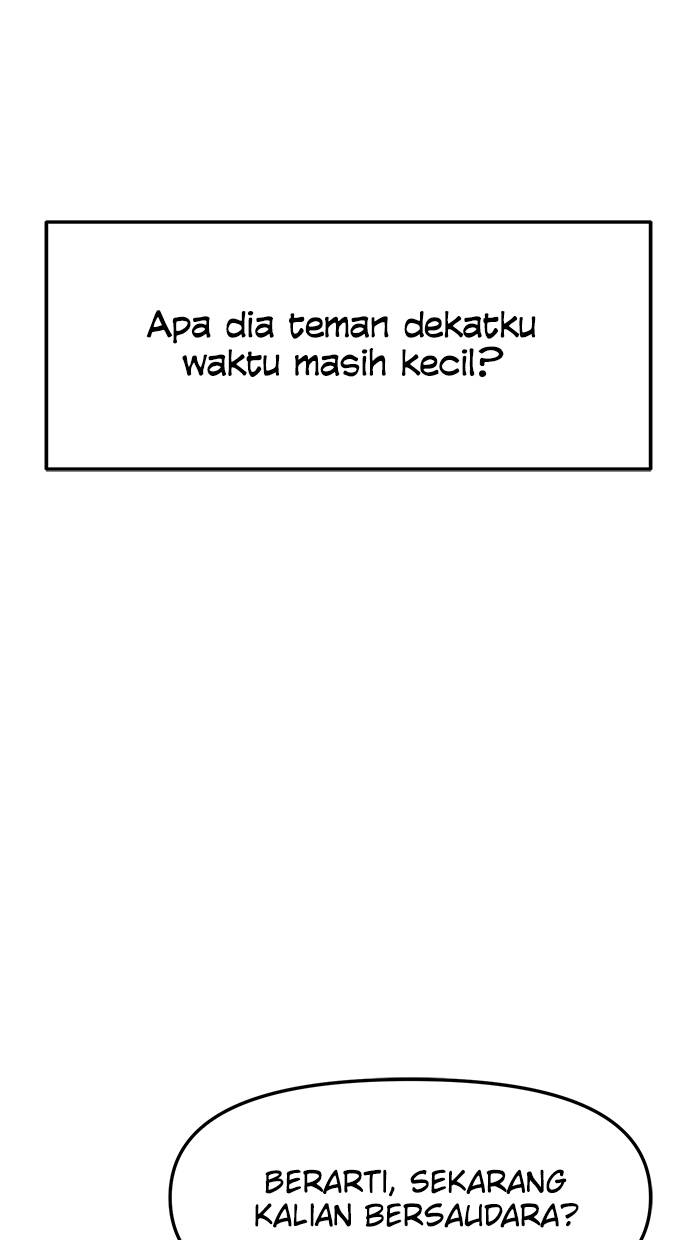 Apa dia teman dekatku
waktu masih kecil?
BERARTI, SEKARANG
KALIAN BERSAUDARA?